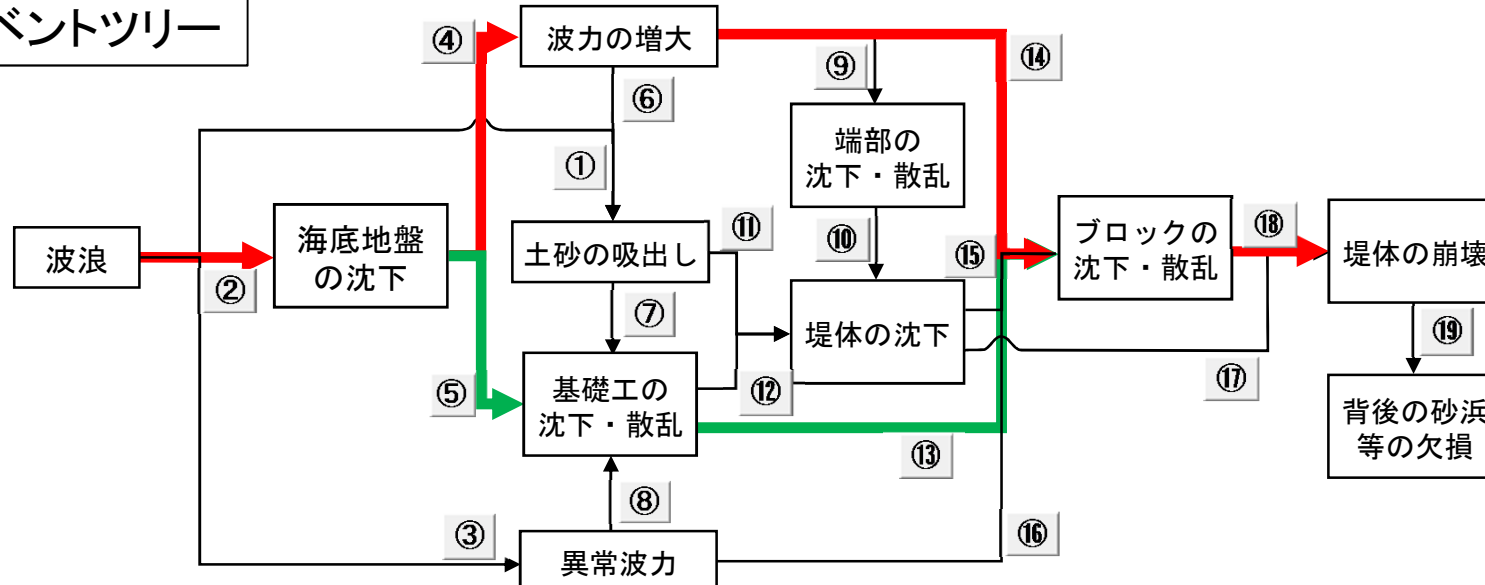 ベントツリー
④
波力の増大
⑨
⑭
⑥
端部の
沈下・散乱
①
波浪
②
海底地盤
の沈下
土砂の吸出し
⑪
⑩
⑮
ブロックの
沈下・散乱
⑱
堤体の崩壊
⑦
堤体の沈下
⑲
⑤
基礎工の
沈下・散乱
⑫
⑰
背後の砂浜
等の欠損
⑬
⑧
③
異常波力
⑯